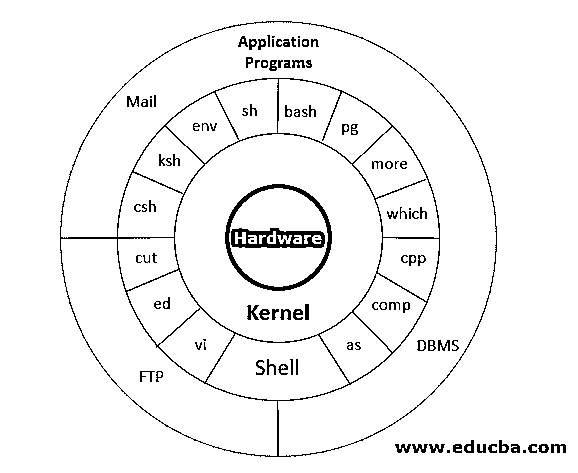 Application
Programs
Mail
env
sh
bash
pg
ksh
more
csh
which
Hardware
cut
cpp
ed
Kernel
comp
vi
Shell
as
DBMS
FTP
www.educba.com